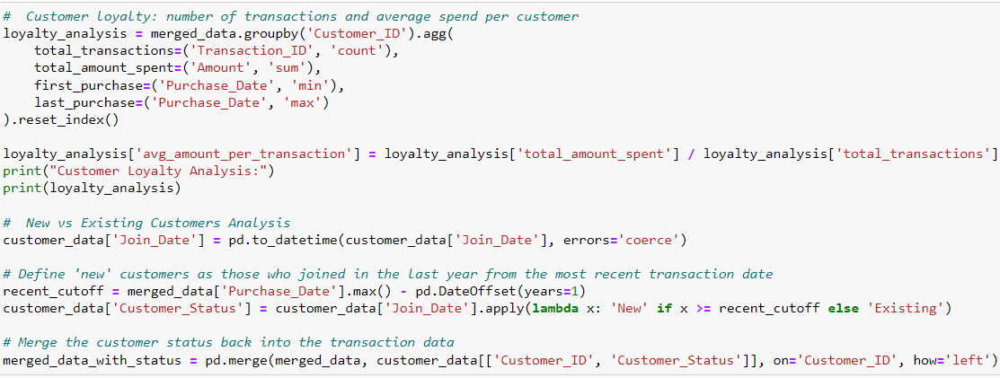 #  Customer loyalty: number of transactions and average spend per customer
loyalty_analysis = merged_data.groupby('Customer_ID').agg(
    total_transactions=('Transaction_ID', 'count'),
    total_amount_spent=('Amount', 'sum'),
    first_purchase=('Purchase_Date', 'min'),
    last_purchase=('Purchase_Date', 'max')
).reset_index()

loyalty_analysis['avg_amount_per_transaction'] = loyalty_analysis['total_amount_spent'] / loyalty_analysis['total_transactions']
print("Customer Loyalty Analysis:")
print(loyalty_analysis)

#  New vs Existing Customers Analysis
customer_data['Join_Date'] = pd.to_datetime(customer_data['Join_Date'], errors='coerce')

# Define 'new' customers as those who joined in the last year from the most recent transaction date
recent_cutoff = merged_data['Purchase_Date'].max() - pd.DateOffset(years=1)
customer_data['Customer_Status'] = customer_data['Join_Date'].apply(lambda x: 'New' if x >= recent_cutoff else 'Existing')

# Merge the customer status back into the transaction data
merged_data_with_status = pd.merge(merged_data, customer_data[['Customer_ID', 'Customer_Status']], on='Customer_ID', how='left')